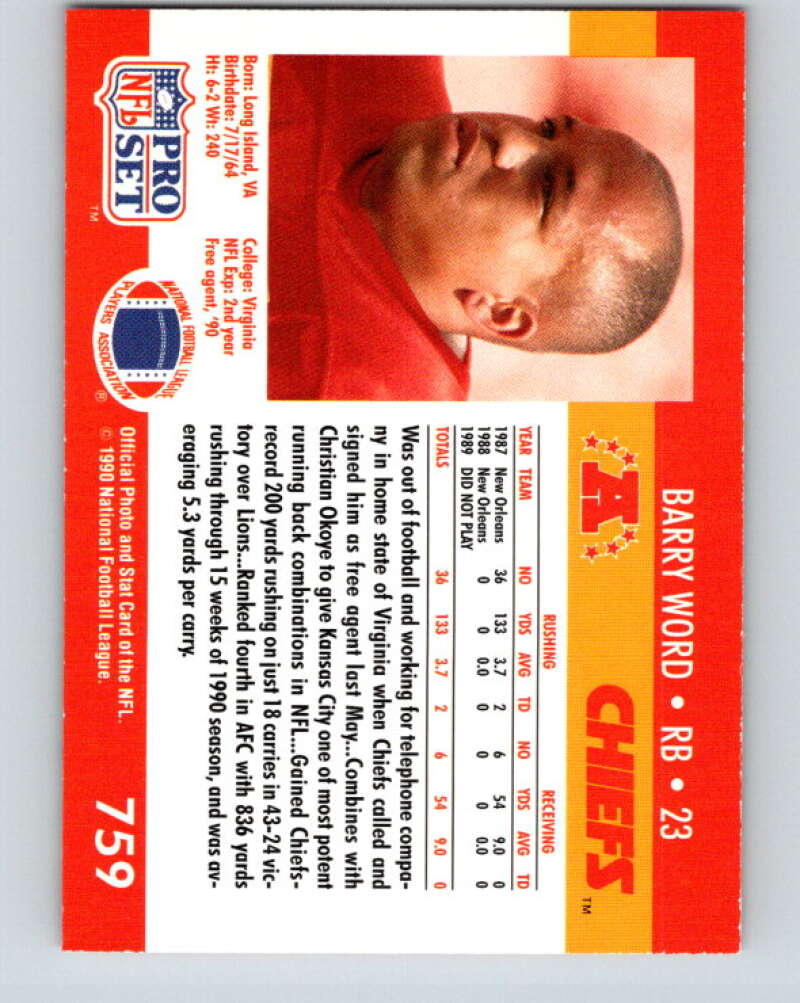 BARRY WORD • RB • 23
A
CHIEFS™
RUSHING RECEIVING
YEAR TEAM NO YDS AVG TD NO YDS AVG TD
1987 New Orleans 36 133 3.7 2 6 54 9.0 0
1988 New Orleans 0 0 0.0 0 0 0 0.0 0
1989 DID NOT PLAY
TOTALS 36 133 3.7 2 6 54 9.0 0
Was out of football and working for telephone compa-
ny in home state of Virginia when Chiefs called and
signed him as free agent last May...Combines with
Christian Okoye to give Kansas City one of most potent
running back combinations in NFL...Gained Chiefs-
record 200 yards rushing on just 18 carries in 43-24 vic-
tory over Lions...Ranked fourth in AFC with 836 yards
rushing through 15 weeks of 1990 season, and was av-
eraging 5.3 yards per carry.
Born: Long Island, VA
Birthdate: 7/17/64
Ht: 6-2 Wt: 240
College: Virginia
NFL Exp: 2nd year
Free agent, '90
NFL
PRO
SET
™
NATIONAL FOOTBALL LEAGUE
PLAYERS ASSOCIATION
®
Official Photo and Stat Card of the NFL.
© 1990 National Football League.
759